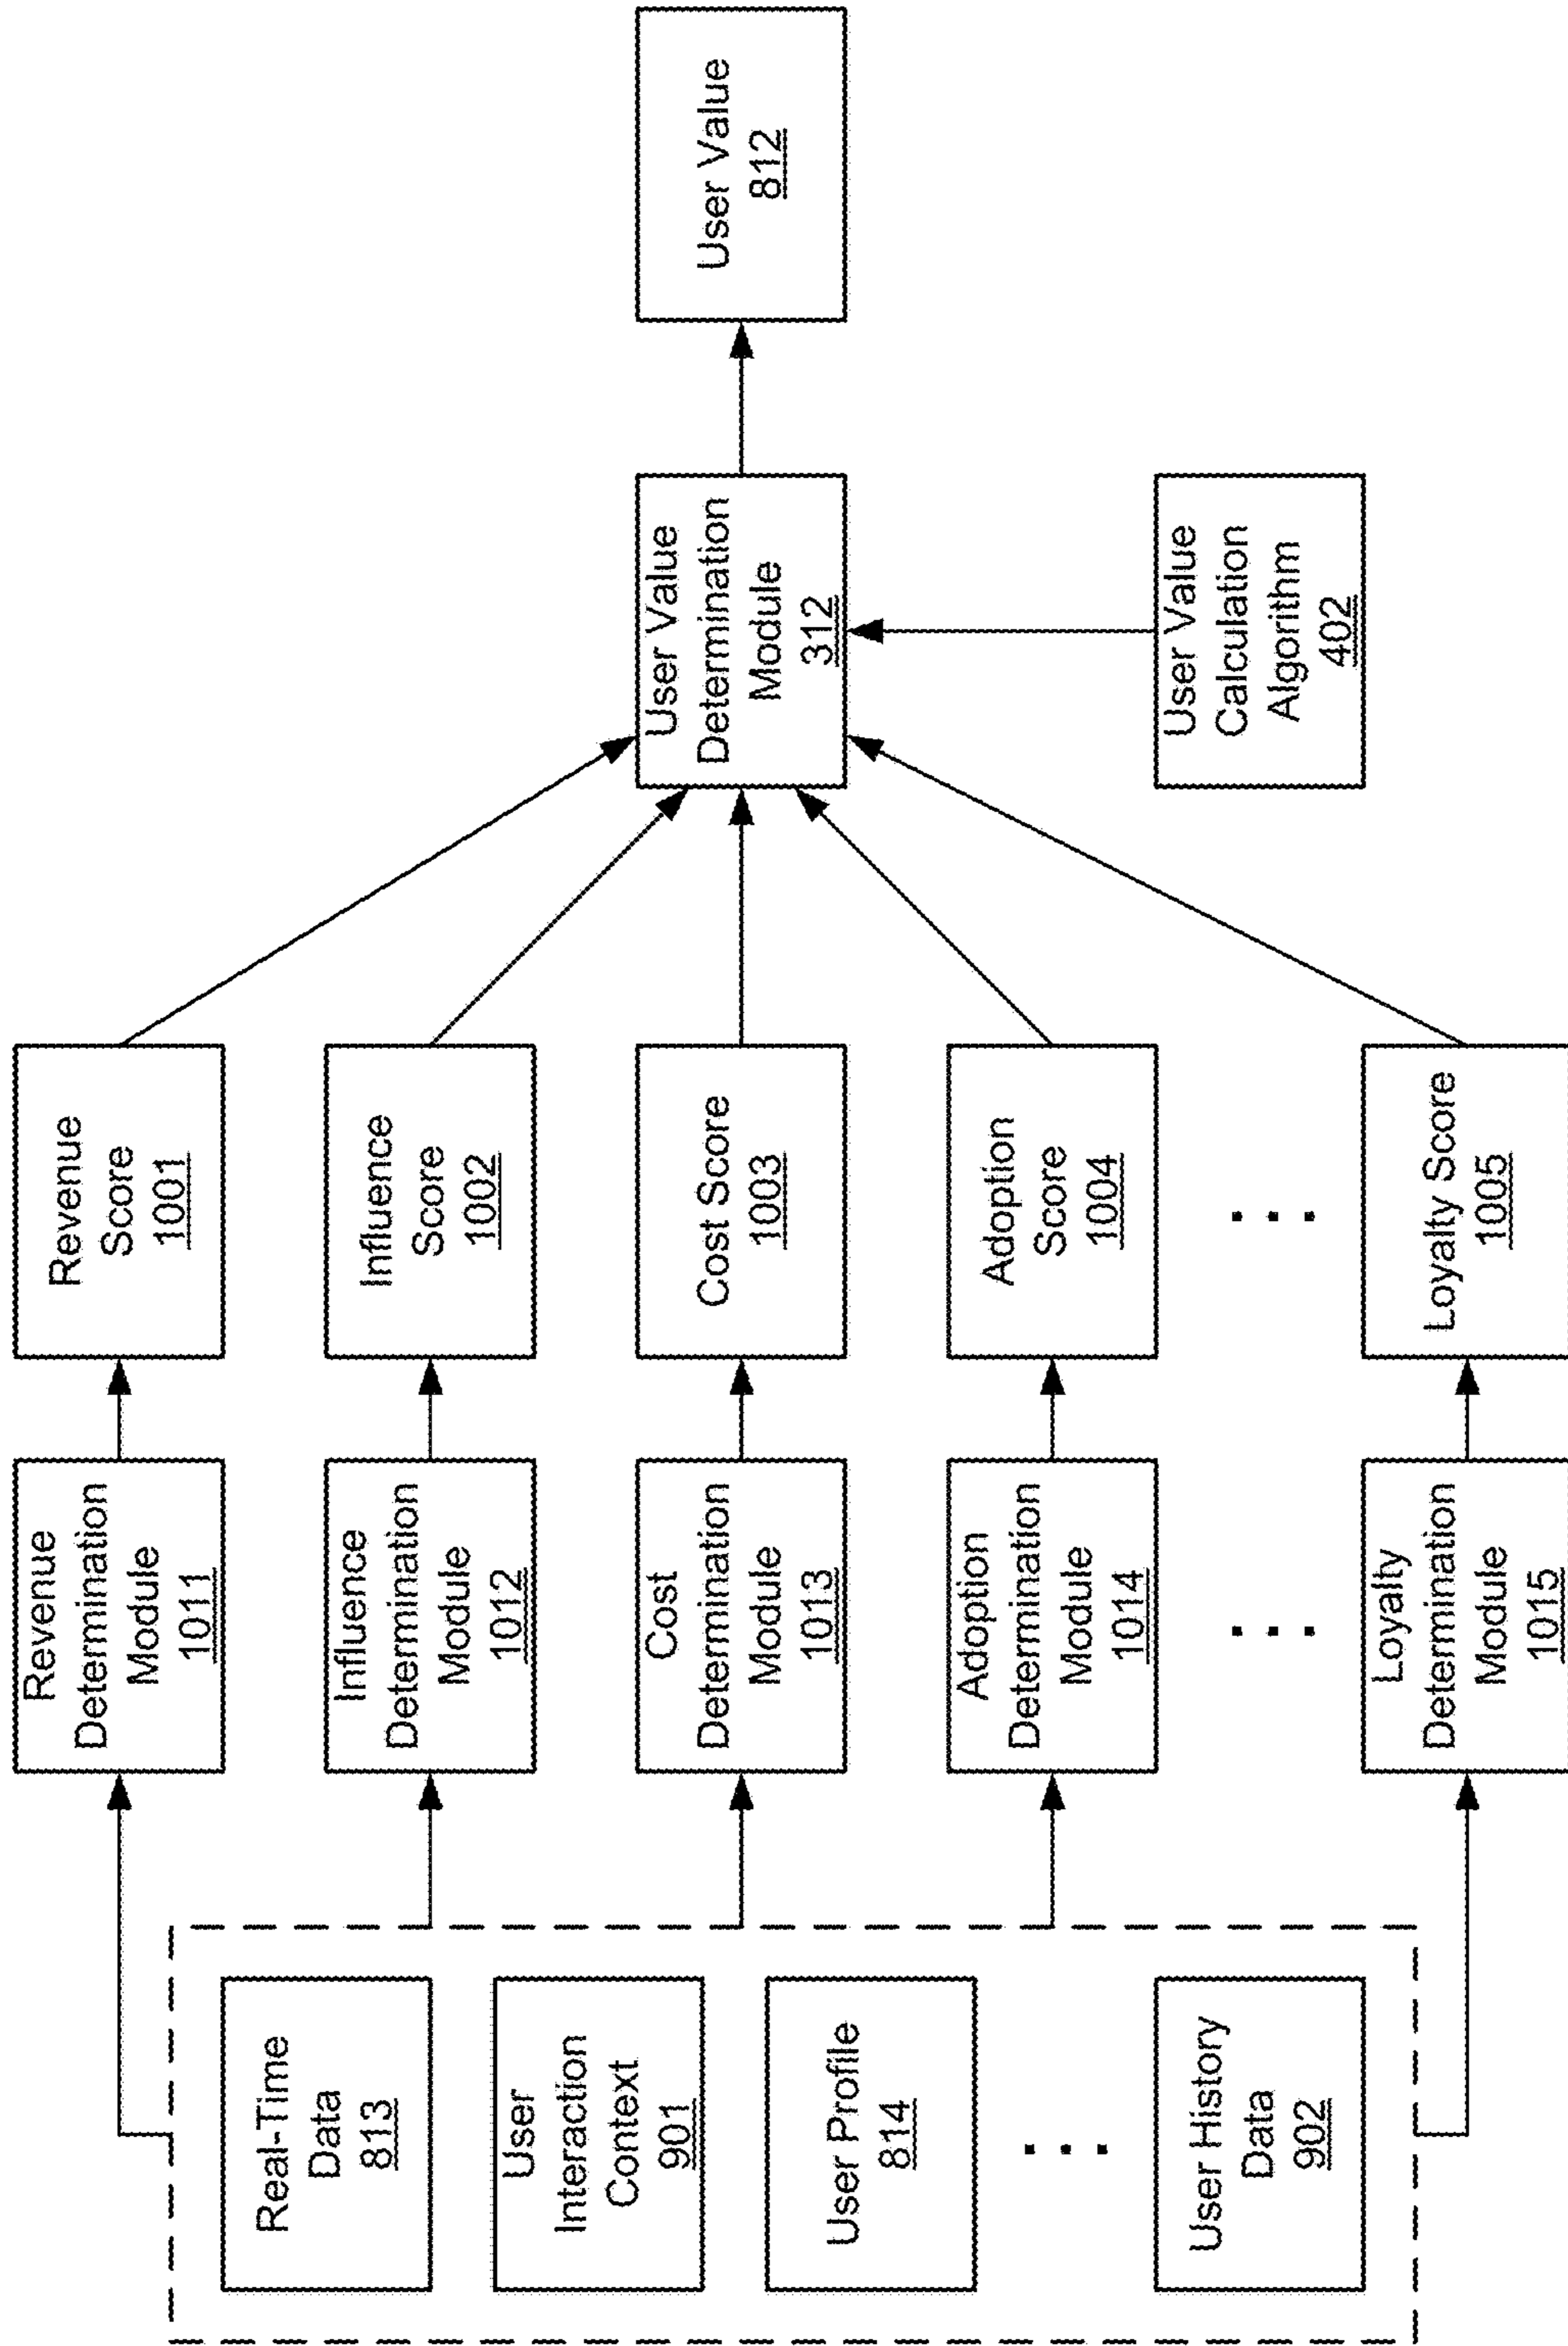 Real-Time
Data
813
User
Interaction
Context
901
User Profile
814
User History
Data
902
Revenue
Determination
Module
1011
Influence
Determination
Module
1012
Cost
Determination
Module
1013
Adoption
Determination
Module
1014
Loyalty
Determination
Module
1015
Revenue
Score
1001
Influence
Score
1002
Cost Score
1003
Adoption
Score
1004
Loyalty Score
1005
User Value
Determination
Module
312
User Value
Calculation
Algorithm
402
User Value
812